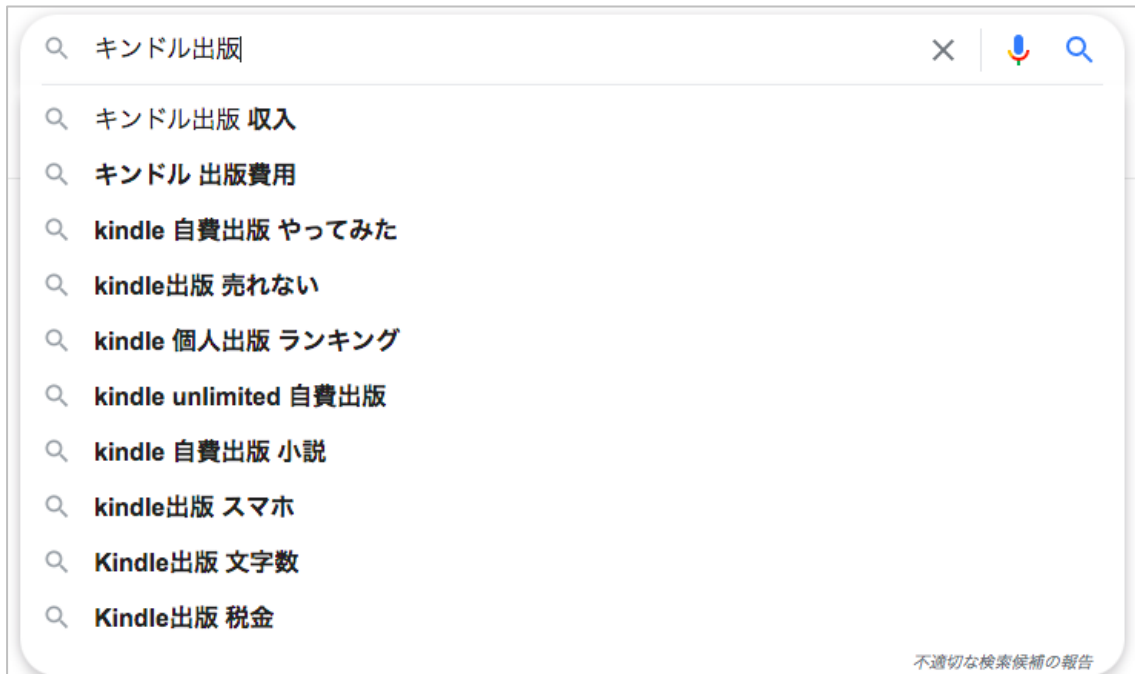 キンドル出版
キンドル出版 収入
キンドル 出版費用
kindle 自費出版 やってみた
kindle出版 売れない
kindle 個人出版 ランキング
kindle unlimited 自費出版
kindle 自費出版 小説
kindle出版 スマホ
Kindle出版 文字数
Kindle出版 税金
不適切な検索候補の報告